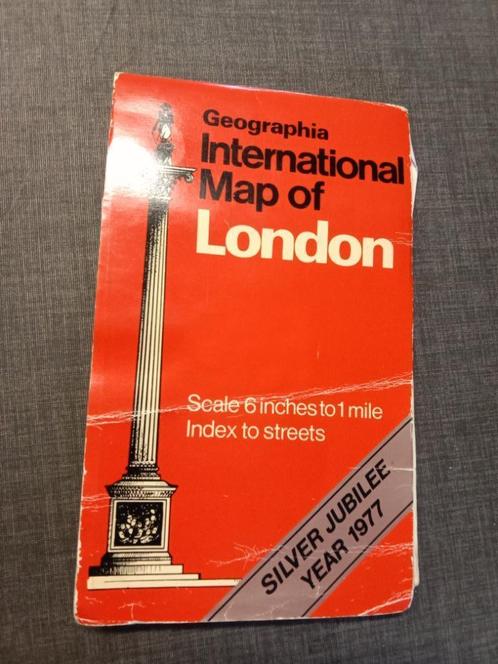 Geographia
International
Map of
London
Scale 6 inches to 1 mile
Index to streets
SILVER JUBILEE
YEAR 1977